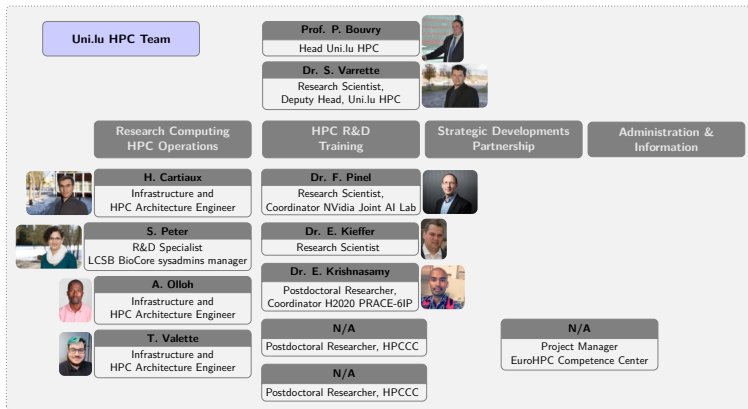 Uni.lu HPC Team
Prof. P. Bouvry
Head Uni.lu HPC
Dr. S. Varrette
Research Scientist,
Deputy Head, Uni.lu HPC
Research Computing
HPC Operations
HPC R&D
Training
Strategic Developments
Partnership
Administration &
Information
H. Cartiaux
Infrastructure and
HPC Architecture Engineer
S. Peter
R&D Specialist
LCSB BioCore sysadmins manager
A. Olloh
Infrastructure and
HPC Architecture Engineer
T. Valette
Infrastructure and
HPC Architecture Engineer
Dr. F. Pinel
Research Scientist,
Coordinator NVidia Joint AI Lab
Dr. E. Kieffer
Research Scientist
Dr. E. Krishnasamy
Postdoctoral Researcher,
Coordinator H2020 PRACE-6IP
N/A
Postdoctoral Researcher, HPCCC
N/A
Postdoctoral Researcher, HPCCC
N/A
Project Manager
EuroHPC Competence Center